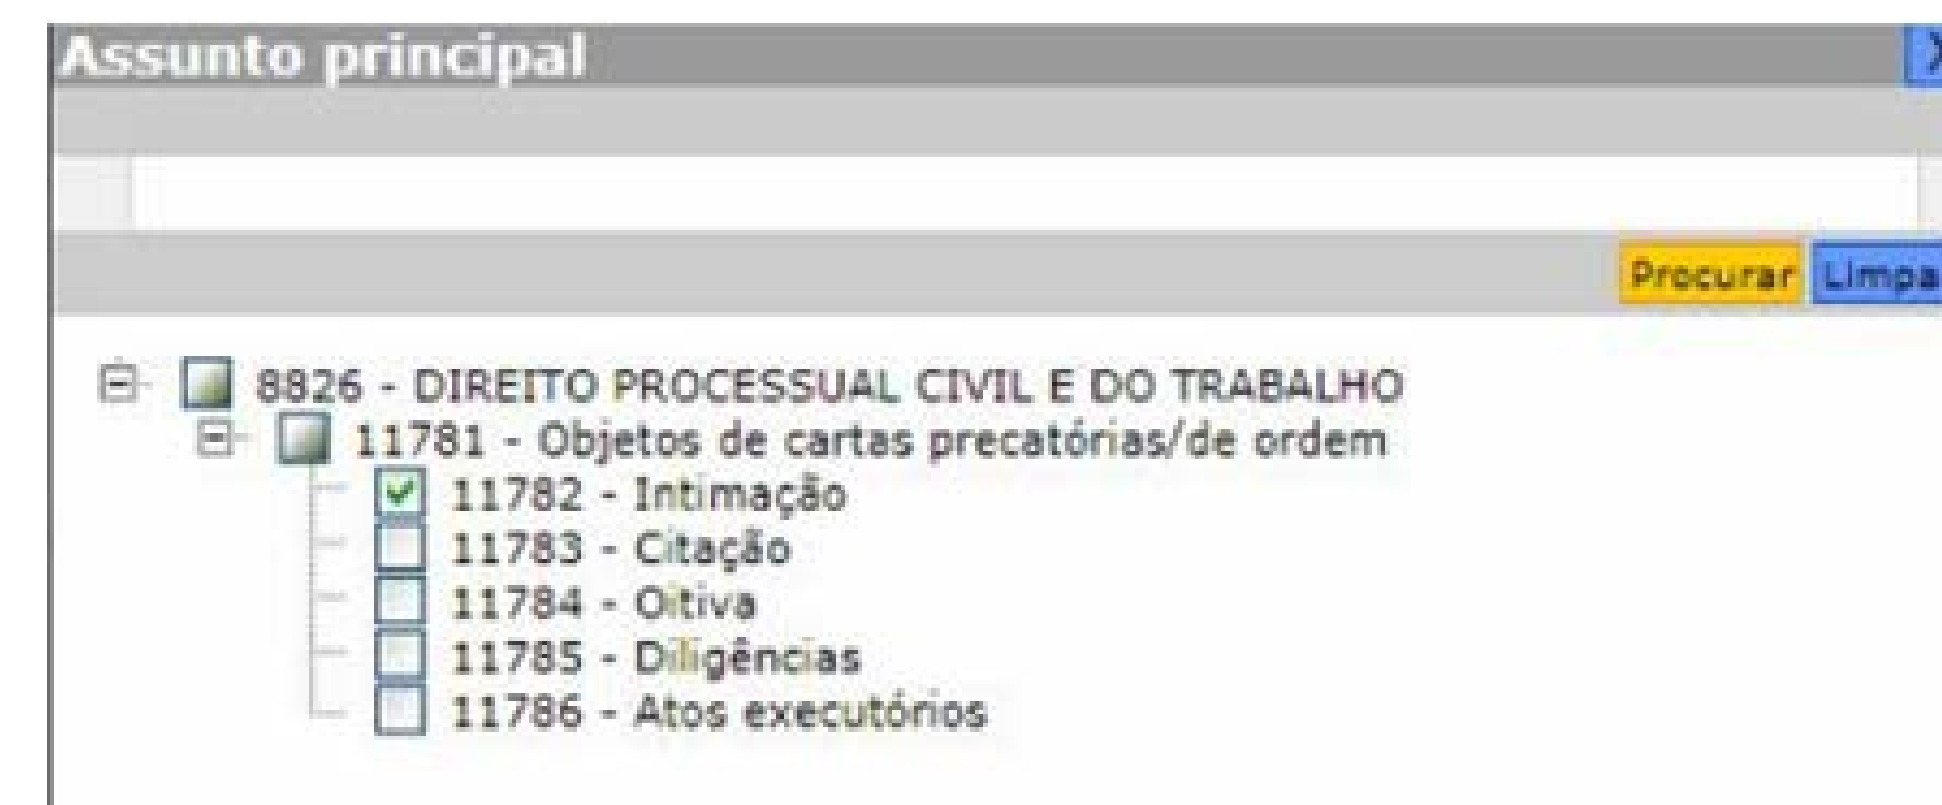 Assunto principal
X
Procurar Limpa
8826 - DIREITO PROCESSUAL CIVIL E DO TRABALHO
11781 - Objetos de cartas precatórias/de ordem
11782 - Intimação
11783 - Citação
11784 - Oitiva
11785 - Diligências
11786 - Atos executórios